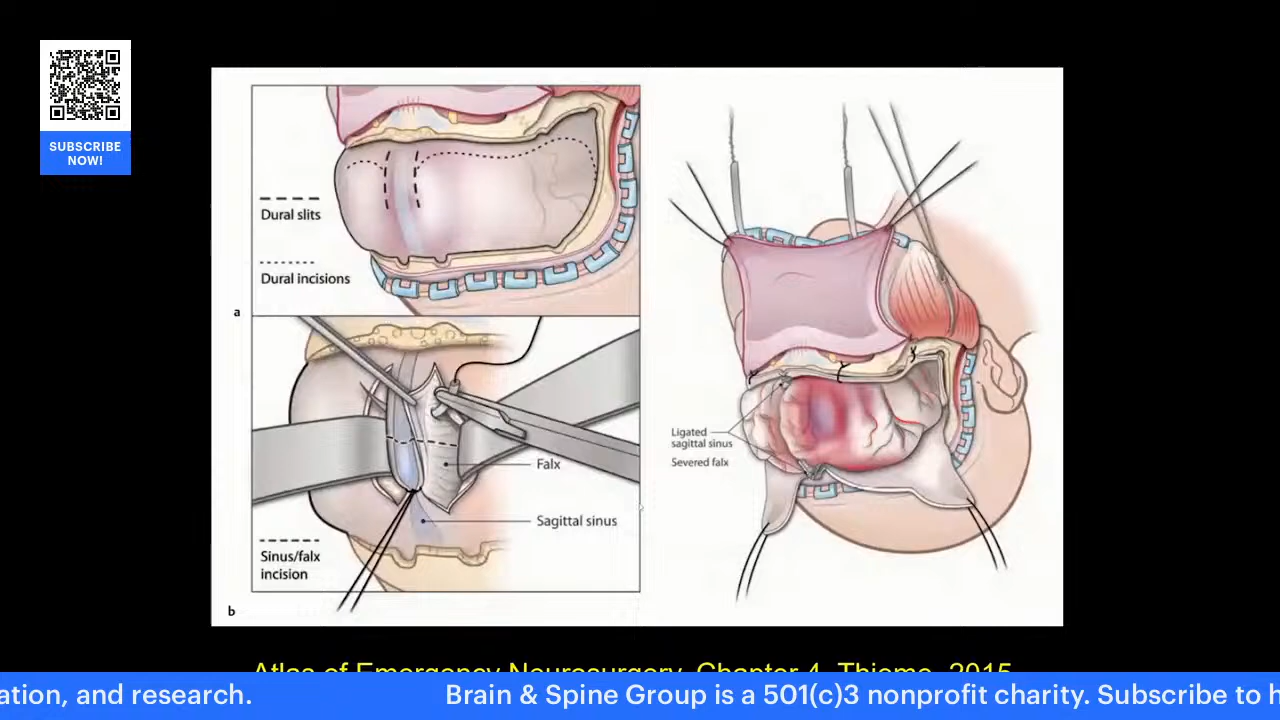 SUBSCRIBE
NOW!
Dural slits
Dural incisions
a
Falx
Sagittal sinus
Sinus/falx
incision
b
Ligated
sagittal sinus
Severed falx
Atlas of Emergency Neurosurgery, Chapter 4, Thieme, 2015
ation, and research. Brain & Spine Group is a 501(c)3 nonprofit charity. Subscribe to h